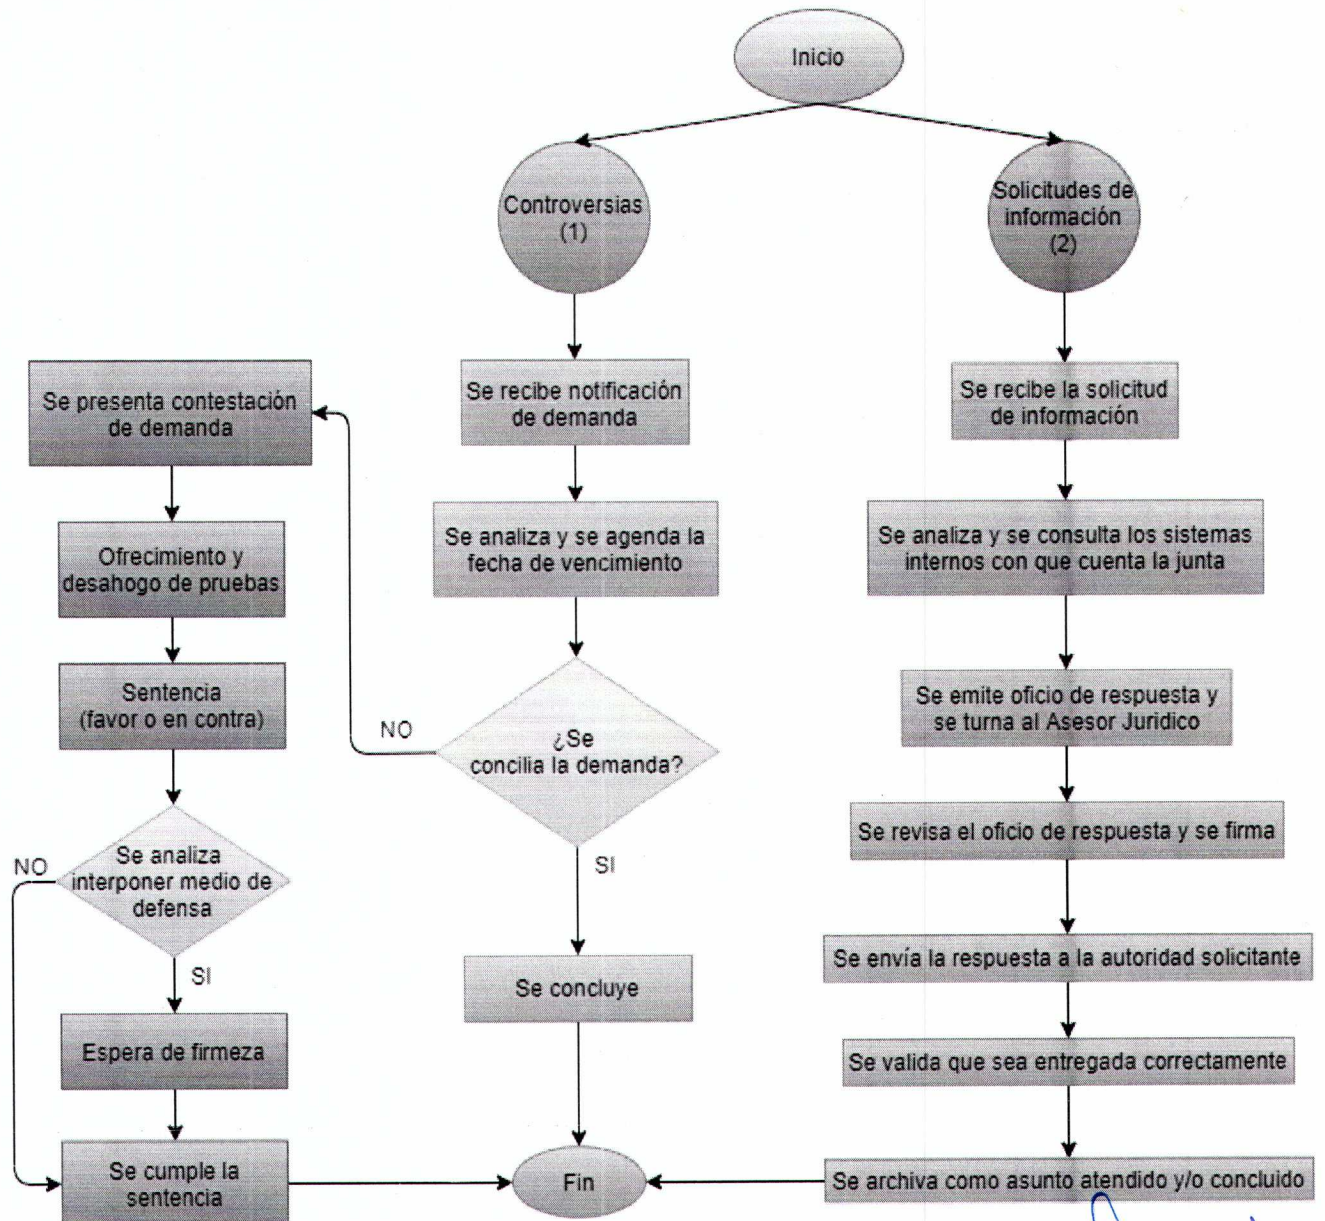 Inicio
Controversias
(1)
Solicitudes de
información
(2)
Se recibe notificación
de demanda
Se recibe la solicitud
de información
Se presenta contestación
de demanda
Se analiza y se agenda la
fecha de vencimiento
Se analiza y se consulta los sistemas
internos con que cuenta la junta
Ofrecimiento y
desahogo de pruebas
Sentencia
(favor o en contra)
NO
¿Se
concilia la demanda?
Se emite oficio de respuesta y
se turna al Asesor Juridico
Se revisa el oficio de respuesta y se firma
NO
Se analiza
interponer medio de
defensa
SI
SI
Se envía la respuesta a la autoridad solicitante
Se concluye
Espera de firmeza
Se valida que sea entregada correctamente
Se cumple la
sentencia
Fin
Se archiva como asunto atendido y/o concluido